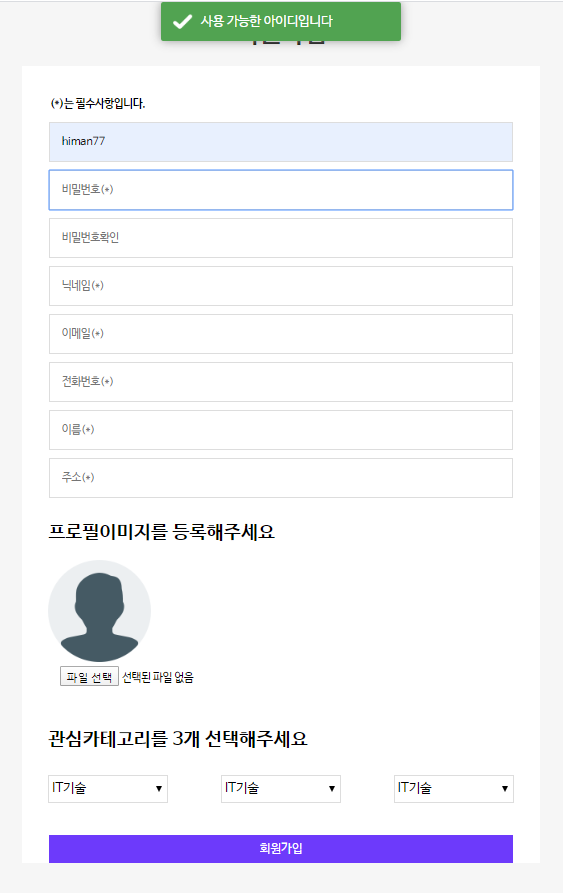 사용 가능한 아이디입니다
(*)는 필수사항입니다.
himan77
비밀번호(*)
비밀번호확인
닉네임(*)
이메일(*)
전화번호(*)
이름(*)
주소(*)
프로필이미지를 등록해주세요
파일 선택 선택된 파일 없음
관심카테고리를 3개 선택해주세요
IT기술 IT기술 IT기술
회원가입